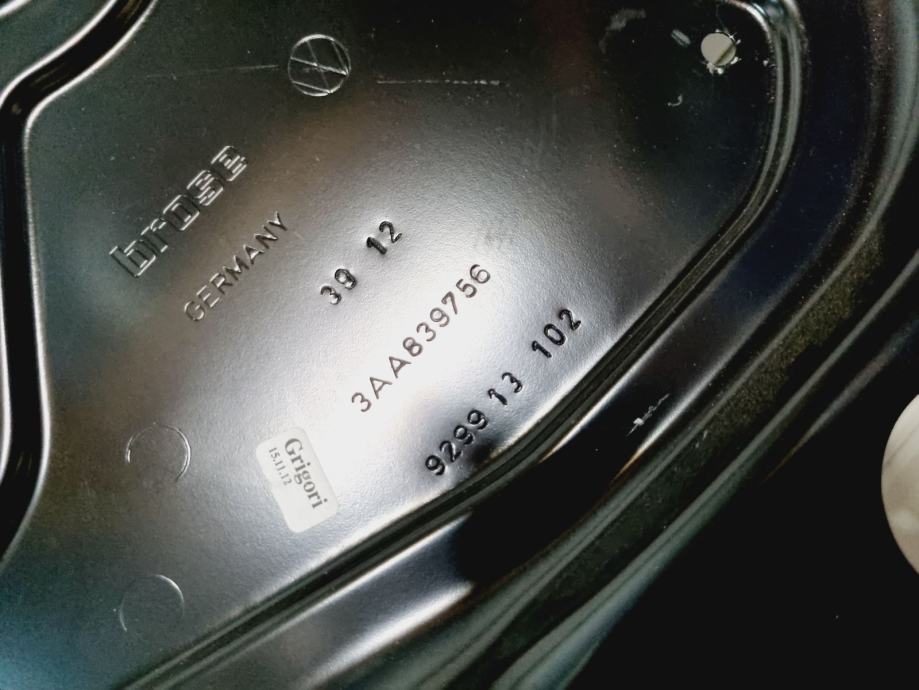 brose
GERMANY
39 12
3AA839756
9299 13 102
Grigori
15.11.12